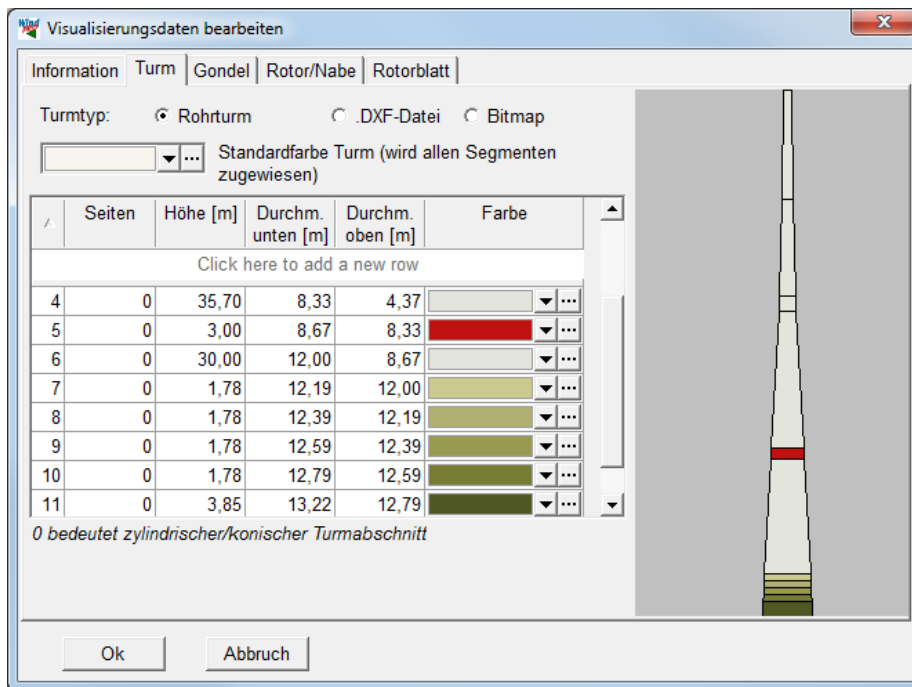 Wind
Visualisierungsdaten bearbeiten
Information Turm Gondel Rotor/Nabe Rotorblatt
Turmtyp: Rohrturm .DXF-Datei Bitmap
Standardfarbe Turm (wird allen Segmenten
zugewiesen)
Seiten Höhe [m] Durchm. unten [m] Durchm. oben [m] Farbe
Click here to add a new row
4 0 35,70 8,33 4,37
5 0 3,00 8,67 8,33
6 0 30,00 12,00 8,67
7 0 1,78 12,19 12,00
8 0 1,78 12,39 12,19
9 0 1,78 12,59 12,39
10 0 1,78 12,79 12,59
11 0 3,85 13,22 12,79
0 bedeutet zylindrischer/konischer Turmabschnitt
Ok Abbruch